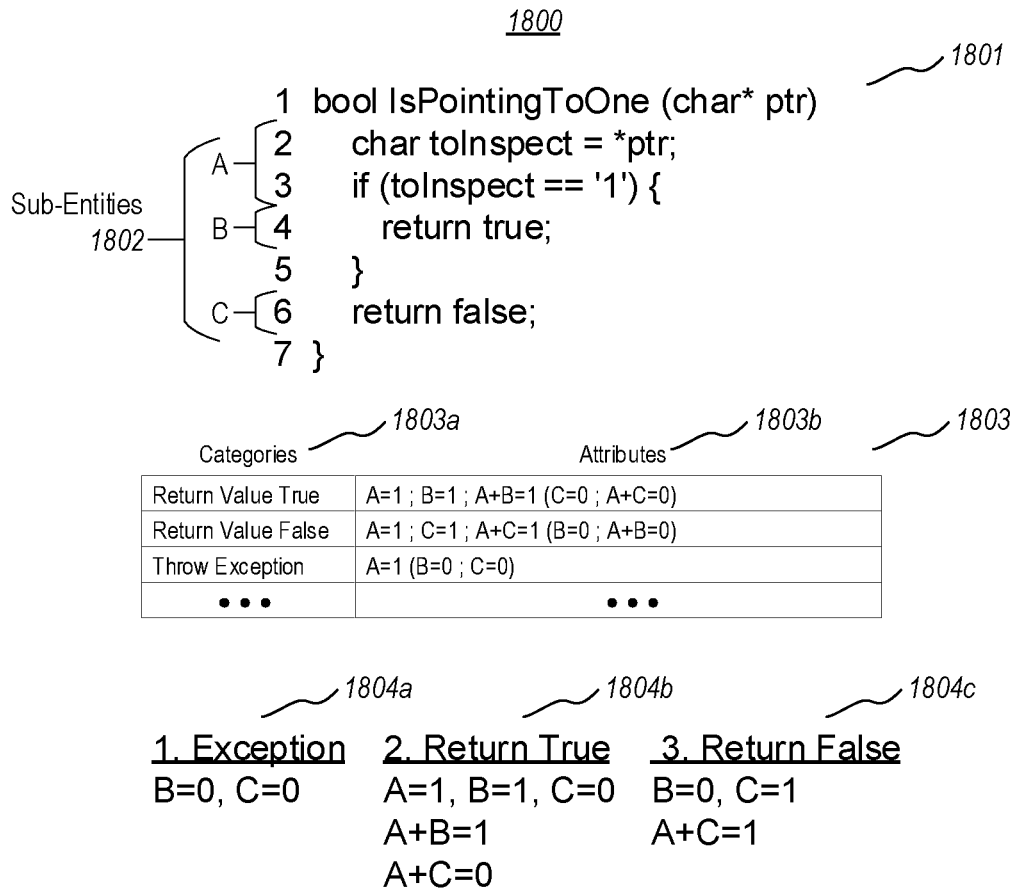 1800
1801
1 bool IsPointingToOne (char* ptr)
2 char toInspect = *ptr;
3 if (toInspect == '1') {
4 return true;
5 }
6 return false;
7 }
A
B
C
Sub-Entities
1802
1803a
1803b
1803
Categories Attributes
Return Value True A=1 ; B=1 ; A+B=1 (C=0 ; A+C=0)
Return Value False A=1 ; C=1 ; A+C=1 (B=0 ; A+B=0)
Throw Exception A=1 (B=0 ; C=0)
••• •••
1804a
1804b
1804c
1. Exception
B=0, C=0
2. Return True
A=1, B=1, C=0
A+B=1
A+C=0
3. Return False
B=0, C=1
A+C=1